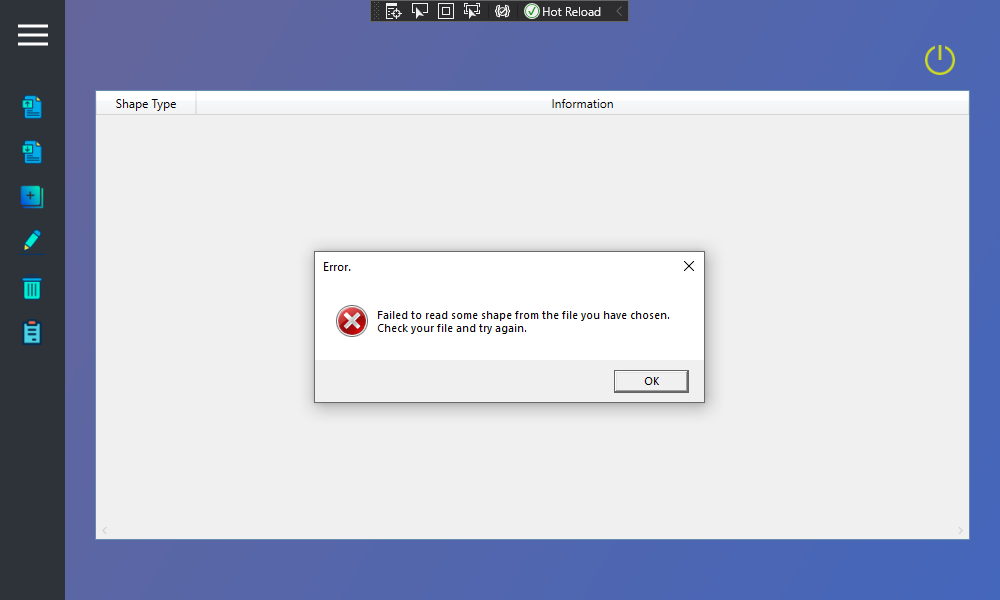 Hot Reload
Shape Type
Information
Error.
Failed to read some shape from the file you have chosen.
Check your file and try again.
OK